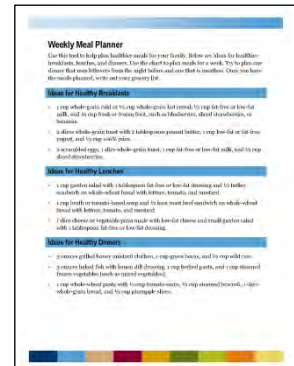 Weekly Meal Planner
Use this tool to help plan healthier meals for your family. Below are ideas for healthier
breakfasts, lunches, and dinners. Use the chart to plan meals for a week. Try to plan one
dinner that uses leftovers from the night before and one that is meatless. Once you have
the meals planned, write out your grocery list.
Ideas for Healthy Breakfasts
1 cup whole-grain cold or ½ cup whole-grain hot cereal, ½ cup fat-free or low-fat
milk, and ½ cup fresh or frozen fruit, such as blueberries, sliced strawberries, or
bananas.
2 slices whole-grain toast with 2 tablespoons peanut butter, 1 cup low-fat or fat-free
yogurt, and ½ cup 100% juice.
2 scrambled eggs, 1 slice whole-grain toast, 1 cup fat-free or low-fat milk, and ½ cup
sliced strawberries.
Ideas for Healthy Lunches
1 cup garden salad with 1 tablespoon fat-free or low-fat dressing and ½ turkey
sandwich on whole-wheat bread with lettuce, tomato, and mustard.
1 cup broth or tomato-based soup and ½ lean roast beef sandwich on whole-wheat
bread with lettuce, tomato, and mustard.
1 slice cheese or vegetable pizza made with low-fat cheese and small garden salad
with 1 tablespoon fat-free or low-fat dressing.
Ideas for Healthy Dinners
3 ounces grilled honey mustard chicken, 1 cup green beans, and ½ cup wild rice.
3 ounces baked fish with lemon dill dressing, 1 cup herbed pasta, and 1 cup steamed
frozen vegetables (such as mixed vegetables).
1 cup whole-wheat pasta with ½ cup tomato sauce, ½ cup steamed broccoli, 1 slice
whole-grain bread, and ½ cup pineapple slices.